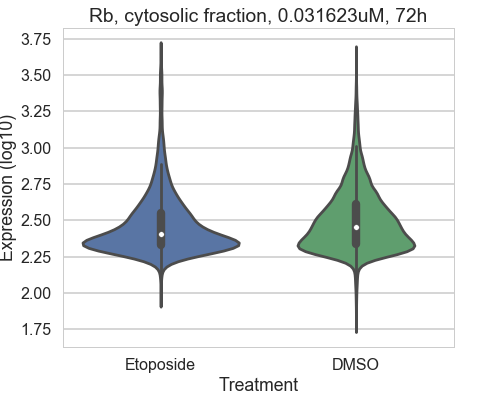 Rb, cytosolic fraction, 0.031623uM, 72h
Expression (log10)
3.75
3.50
3.25
3.00
2.75
2.50
2.25
2.00
1.75
Etoposide
DMSO
Treatment